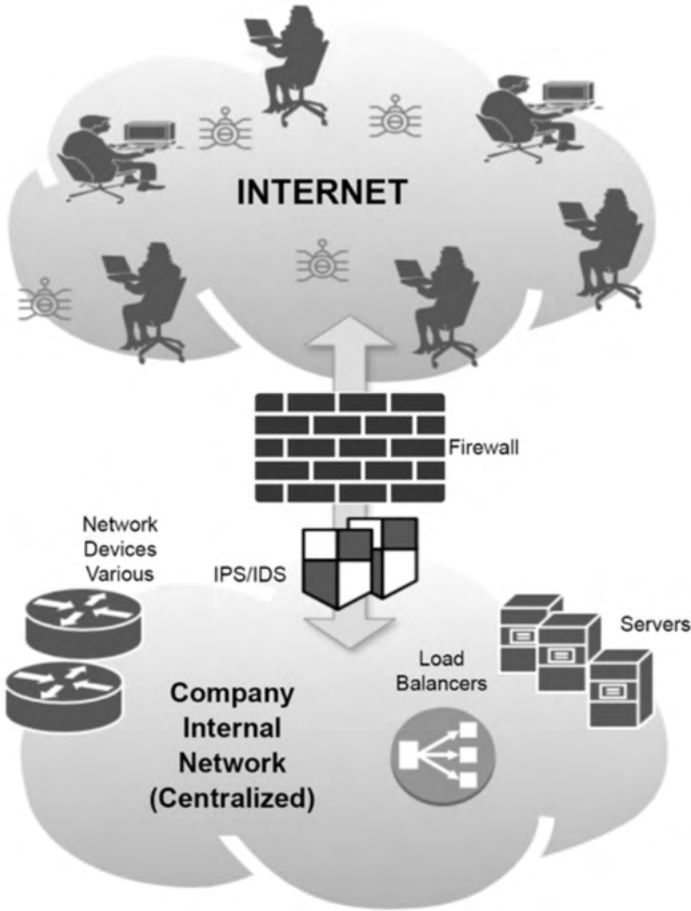 INTERNET
Firewall
Network
Devices
Various
IPS/IDS
Servers
Load
Balancers
Company
Internal
Network
(Centralized)